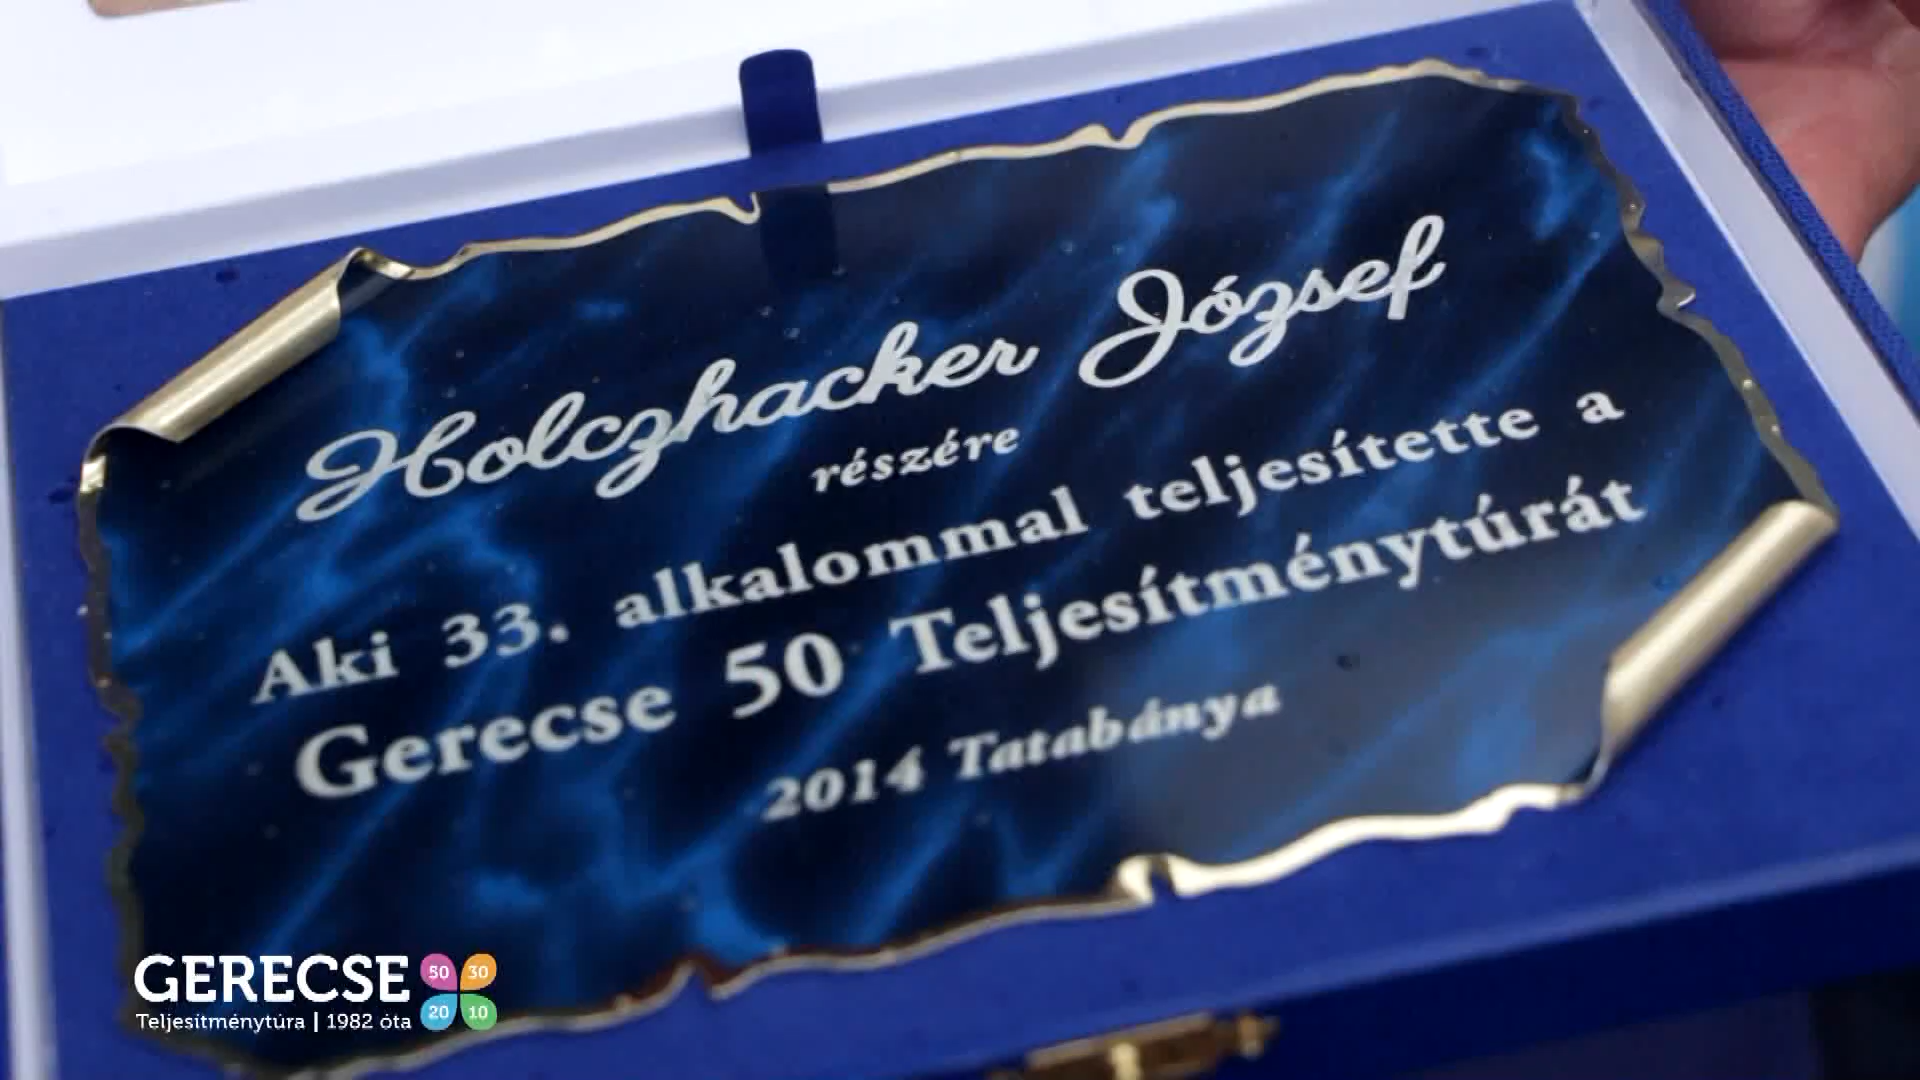 Holczhacker József
részére
Aki 33. alkalommal teljesítette a
Gerecse 50 Teljesítménytúrát
2014 Tatabánya
GERECSE
50 30
20 10
Teljesítménytúra | 1982 óta